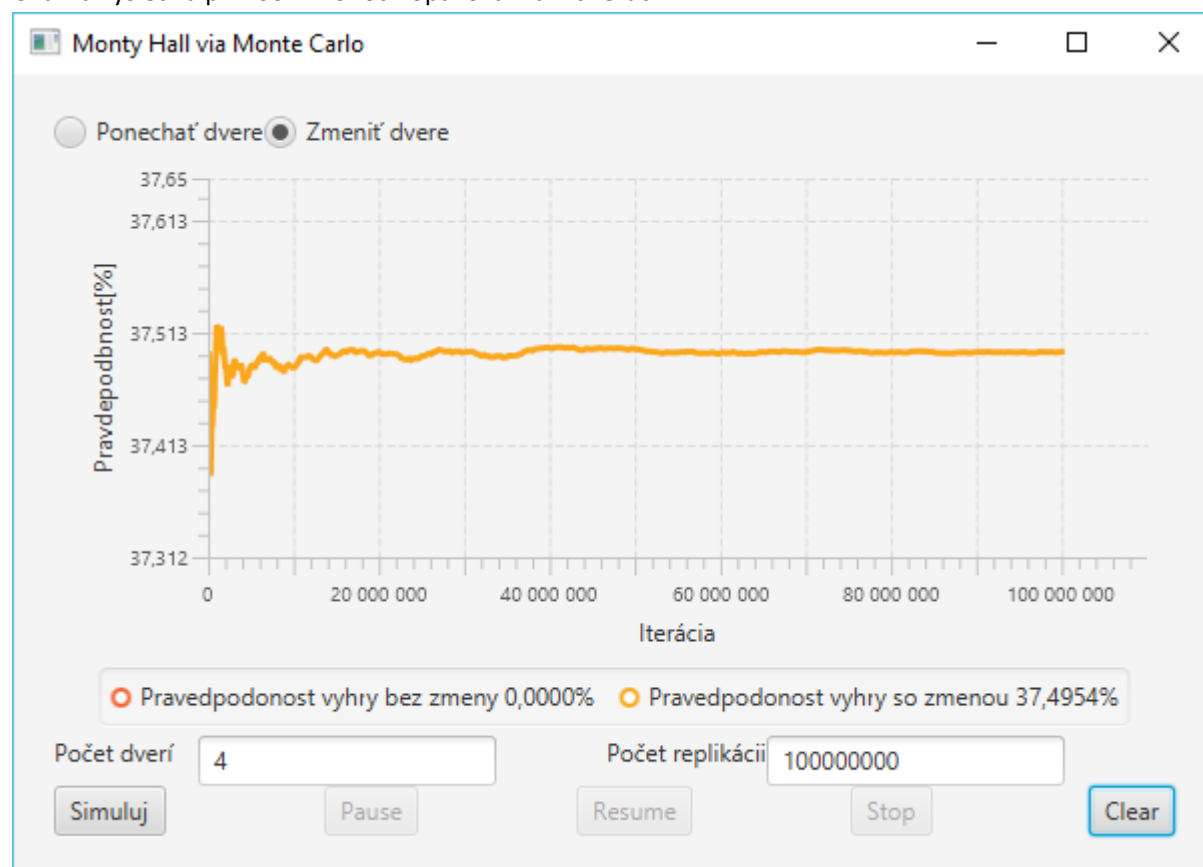 Monty Hall via Monte Carlo
Ponechať dvere Zmeniť dvere
37,65
37,613
37,513
37,413
37,312
Pravdepodbnost[%]
0 20 000 000 40 000 000 60 000 000 80 000 000 100 000 000
Iterácia
Pravedpodonost vyhry bez zmeny 0,0000% Pravedpodonost vyhry so zmenou 37,4954%
Počet dverí 4 Počet replikácii 100000000
Simuluj Pause Resume Stop Clear